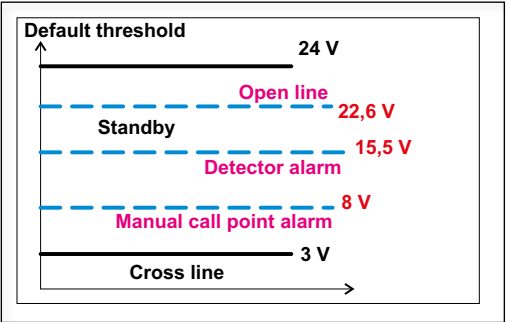 Default threshold
24 V
Open line
22,6 V
Standby
15,5 V
Detector alarm
8 V
Manual call point alarm
3 V
Cross line